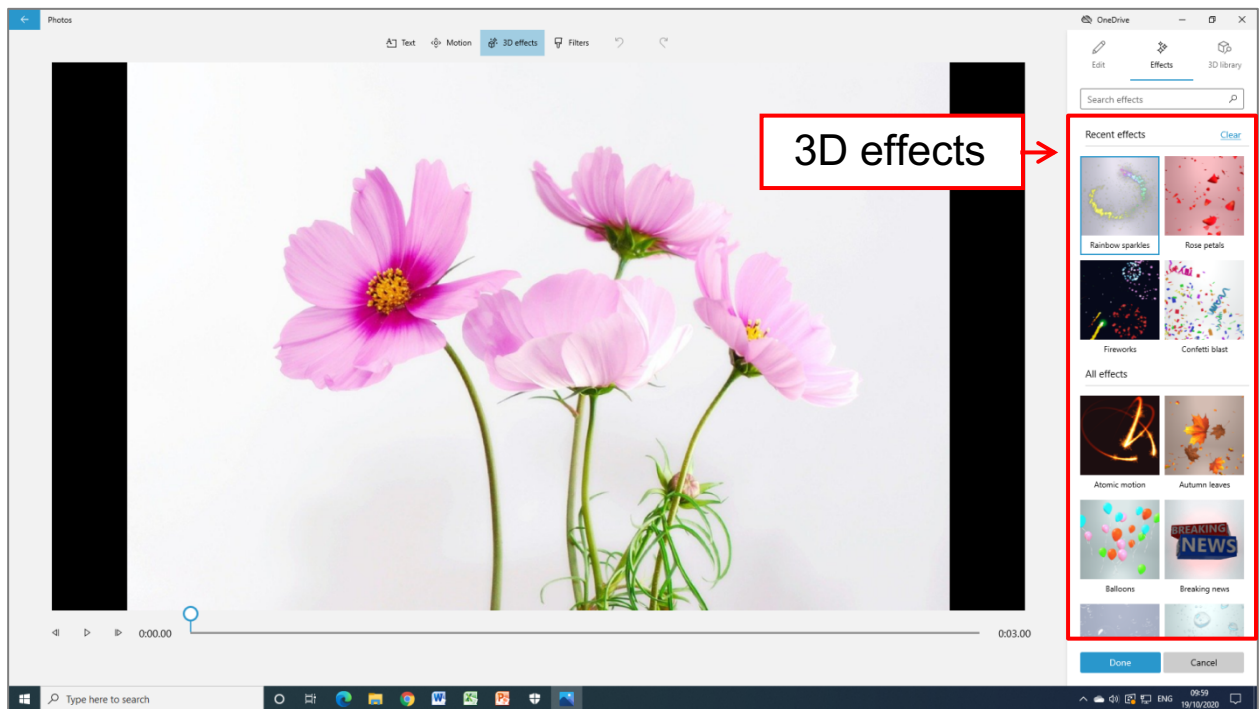 Photos
OneDrive
Text Motion 3D effects Filters
Edit Effects 3D library
Search effects
3D effects
Recent effects Clear
Rainbow sparkles Rose petals
Fireworks Confetti blast
All effects
Atomic motion Autumn leaves
BREAKING
NEWS
Balloons Breaking news
0:00.00 0:03.00
Done Cancel
Type here to search
ENG
09:59
19/10/2020